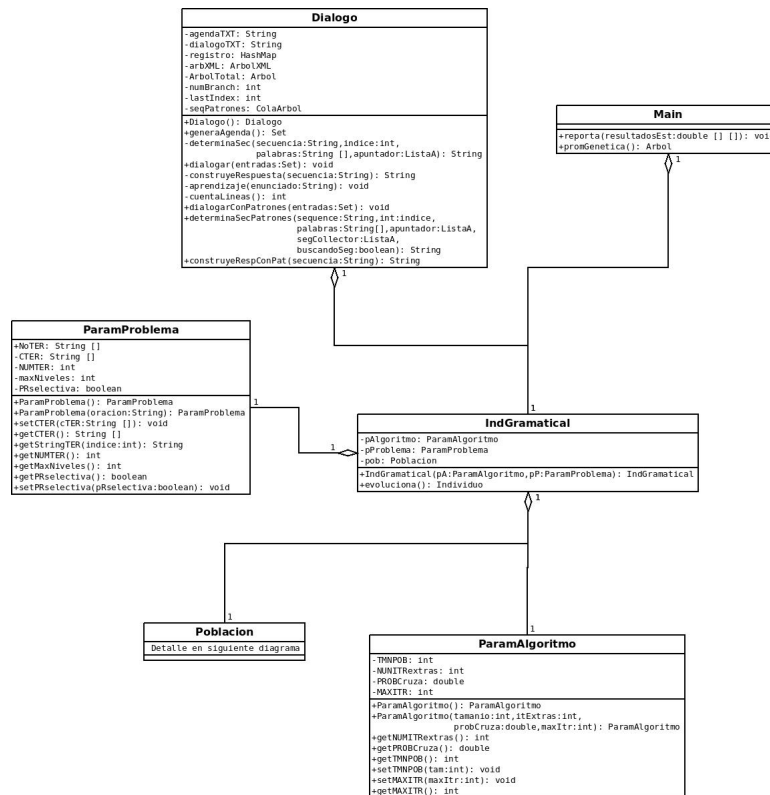 Dialogo
-agendaTXT: String
-dialogoTXT: String
-registro: HashMap
-arbXML: ArbolXML
-ArbolTotal: Arbol
-numBranch: int
-lastIndex: int
-seqPatrones: ColaArbol
+Dialogo(): Dialogo
+generaAgenda(): Set
-determinaSec(secuencia:String,indice:int,
palabras:String [],apuntador:ListaA): String
+dialogar(entradas:Set): void
-construyeRespuesta(secuencia:String): String
-aprendizaje(enunciado:String): void
-cuentaLineas(): int
+dialogarConPatrones(entradas:Set): void
+determinaSecPatrones(sequence:String,int:indice,
palabras:String[],apuntador:ListaA,
segCollector:ListaA,
buscandoSeg:boolean): String
+construyeRespConPat(secuencia:String): String
1
Main
+reporta(resultadosEst:double [] []): voi
+promGenetica(): Arbol
1
ParamProblema
+NoTER: String []
-CTER: String []
-NUMTER: int
-maxNiveles: int
-PRselectiva: boolean
+ParamProblema(): ParamProblema
+ParamProblema(oracion:String): ParamProblema
+setCTER(cTER:String []): void
+getCTER(): String []
+getStringTER(indice:int): String
+getNUMTER(): int
+getMaxNiveles(): int
+getPRselectiva(): boolean
+setPRselectiva(pRselectiva:boolean): void
1
1
1
IndGramatical
-pAlgoritmo: ParamAlgoritmo
-pProblema: ParamProblema
-pob: Poblacion
+IndGramatical(pA:ParamAlgoritmo,pP:ParamProblema): IndGramatical
+evoluciona(): Individuo
1
1
Poblacion
Detalle en siguiente diagrama
1
ParamAlgoritmo
-TMNPOB: int
-NUNITRextras: int
-PROBCruza: double
-MAXITR: int
+ParamAlgoritmo(): ParamAlgoritmo
+ParamAlgoritmo(tamanio:int,itExtras:int,
probCruza:double,maxItr:int): ParamAlgoritmo
+getNUMITRextras(): int
+getPROBCruza(): double
+getTMNPOB(): int
+setTMNPOB(tam:int): void
+setMAXITR(maxItr:int): void
+getMAXITR(): int